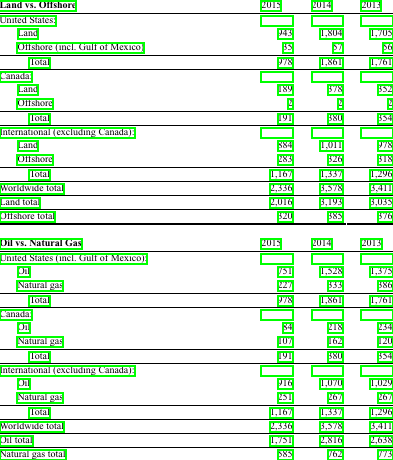 Land vs. Offshore 2015 2014 2013
United States:
Land 943 1,804 1,705
Offshore (incl. Gulf of Mexico) 35 57 56
Total 978 1,861 1,761
Canada:
Land 189 378 352
Offshore 2 2 2
Total 191 380 354
International (excluding Canada):
Land 884 1,011 978
Offshore 283 326 318
Total 1,167 1,337 1,296
Worldwide total 2,336 3,578 3,411
Land total 2,016 3,193 3,035
Offshore total 320 385 376
Oil vs. Natural Gas 2015 2014 2013
United States (incl. Gulf of Mexico):
Oil 751 1,528 1,375
Natural gas 227 333 386
Total 978 1,861 1,761
Canada:
Oil 84 218 234
Natural gas 107 162 120
Total 191 380 354
International (excluding Canada):
Oil 916 1,070 1,029
Natural gas 251 267 267
Total 1,167 1,337 1,296
Worldwide total 2,336 3,578 3,411
Oil total 1,751 2,816 2,638
Natural gas total 585 762 773